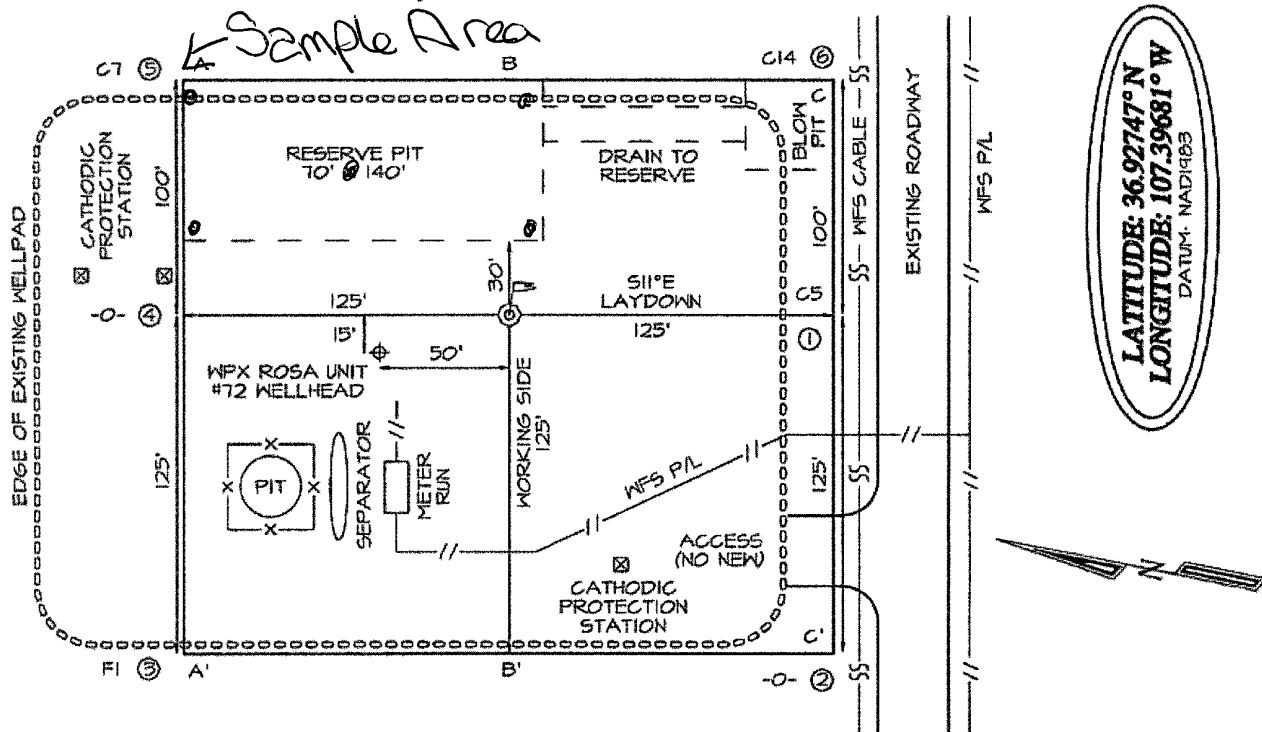 Sample Area
C7 ⑤
A
B
C14 ⑥
C
RESERVE PIT
70' 140'
DRAIN TO
RESERVE
BLOW
PIT
CATHODIC
PROTECTION
STATION
100'
100'
WFS CABLE
EXISTING ROADWAY
WFS P/L
LATITUDE: 36.92747° N
LONGITUDE: 107.39681° W
DATUM: NAD1983
EDGE OF EXISTING WELLPAD
-0- ④
125'
30'
S11°E
LAYDOWN
125'
C5
①
15'
50'
WPX ROSA UNIT
#72 WELLHEAD
WORKING SIDE
125'
125'
PIT
SEPARATOR
METER
RUN
WFS P/L
125'
ACCESS
(NO NEW)
CATHODIC
PROTECTION
STATION
N
F1 ③
A'
B'
C'
-0- ②